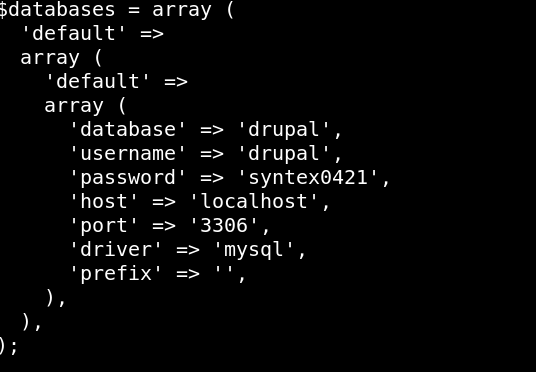 $databases = array (
  'default' =>
  array (
    'default' =>
    array (
      'database' => 'drupal',
      'username' => 'drupal',
      'password' => 'syntex0421',
      'host' => 'localhost',
      'port' => '3306',
      'driver' => 'mysql',
      'prefix' => '',
    ),
  ),
);